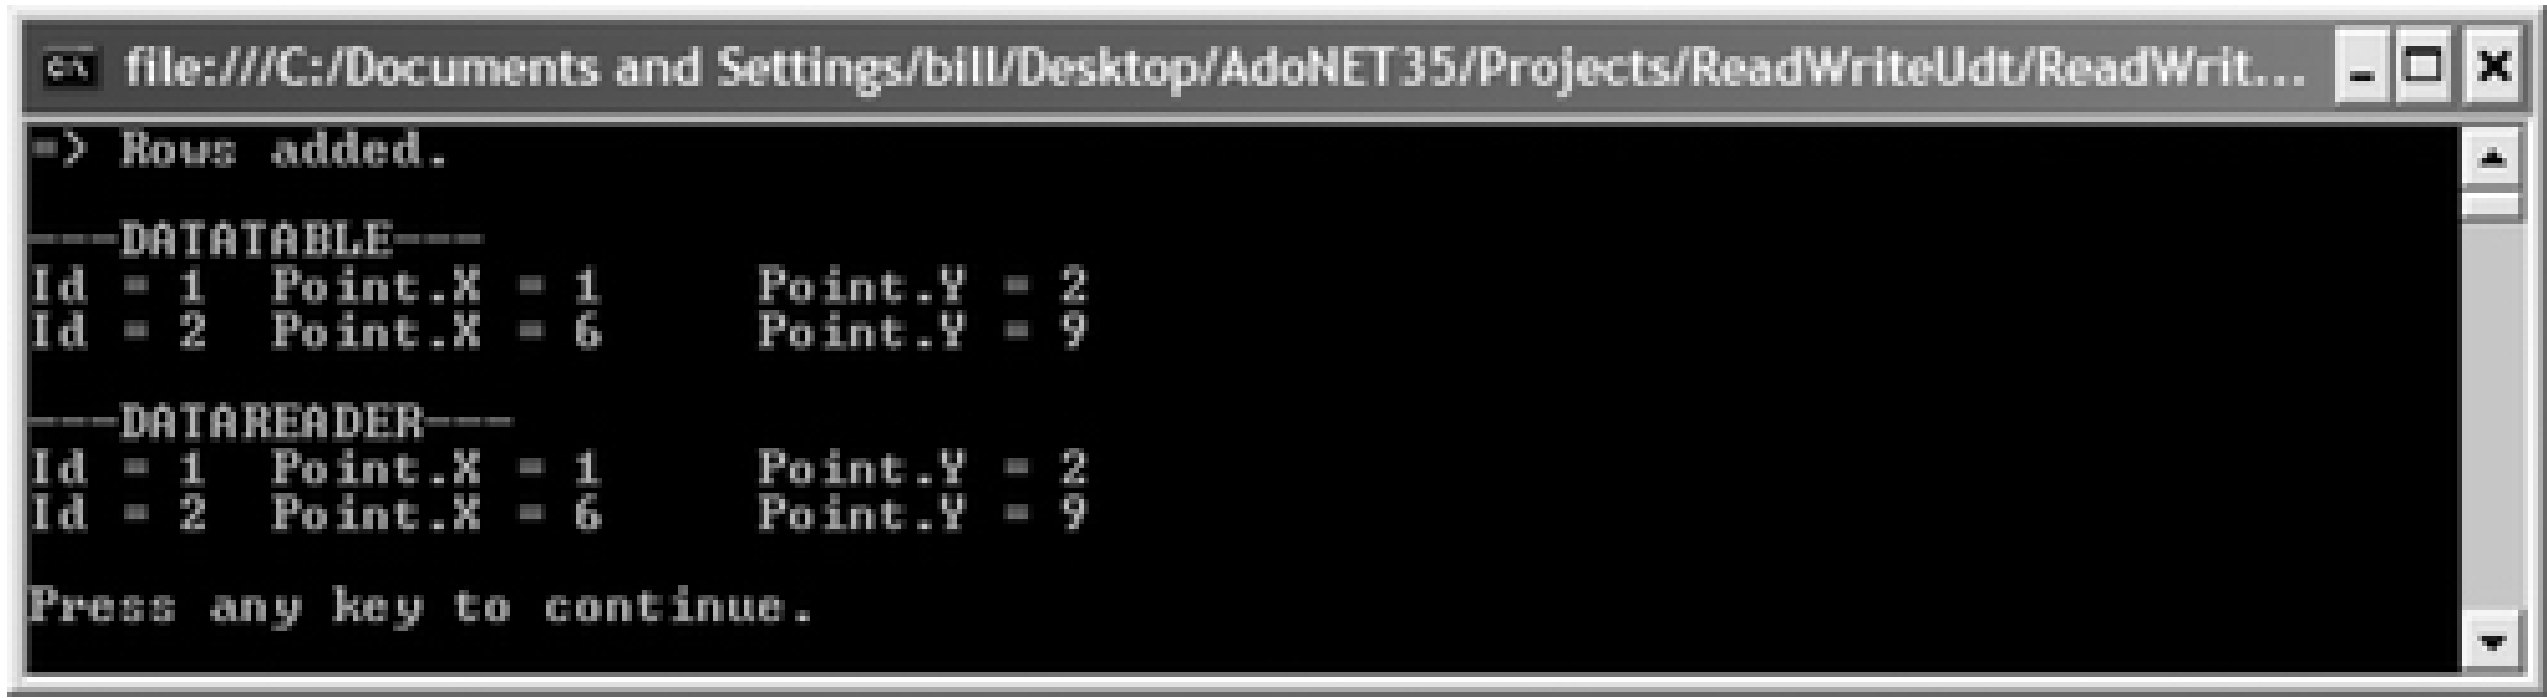 file:///C:/Documents and Settings/bill/Desktop/AdoNET35/Projects/ReadWriteUdt/ReadWrit...
=> Rows added.
---DATATABLE---
Id = 1  Point.X = 1     Point.Y = 2
Id = 2  Point.X = 6     Point.Y = 9
---DATAREADER---
Id = 1  Point.X = 1     Point.Y = 2
Id = 2  Point.X = 6     Point.Y = 9
Press any key to continue.